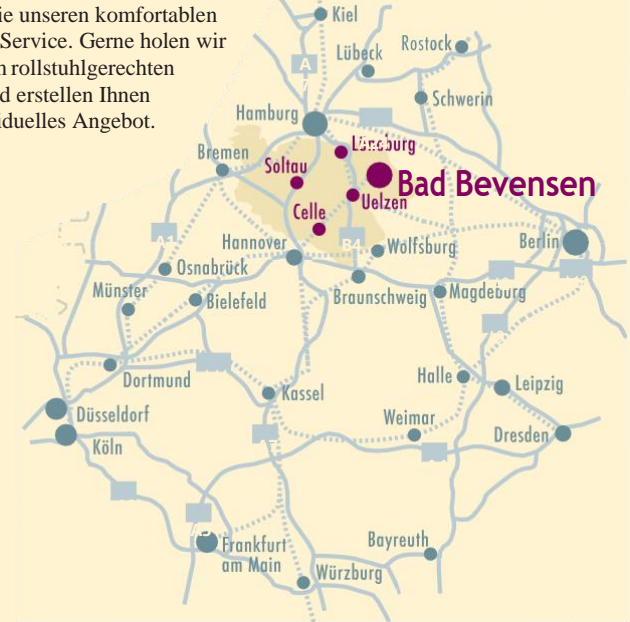 ie unseren komfortablen
Service. Gerne holen wir
rollstuhlgerechten
d erstellen Ihnen
iduelles Angebot.
Kiel
Rostock
Lübeck
A
7
Schwerin
Hamburg
Lüneburg
Bremen
Soltau
Bad Bevensen
Uelzen
Celle
A1
B4
Hannover
Wolfsburg
Berlin
Osnabrück
Münster
Bielefeld
Braunschweig
Magdeburg
Dortmund
Kassel
Halle
Leipzig
Düsseldorf
Weimar
Köln
Dresden
Frankfurt
am Main
Bayreuth
Würzburg